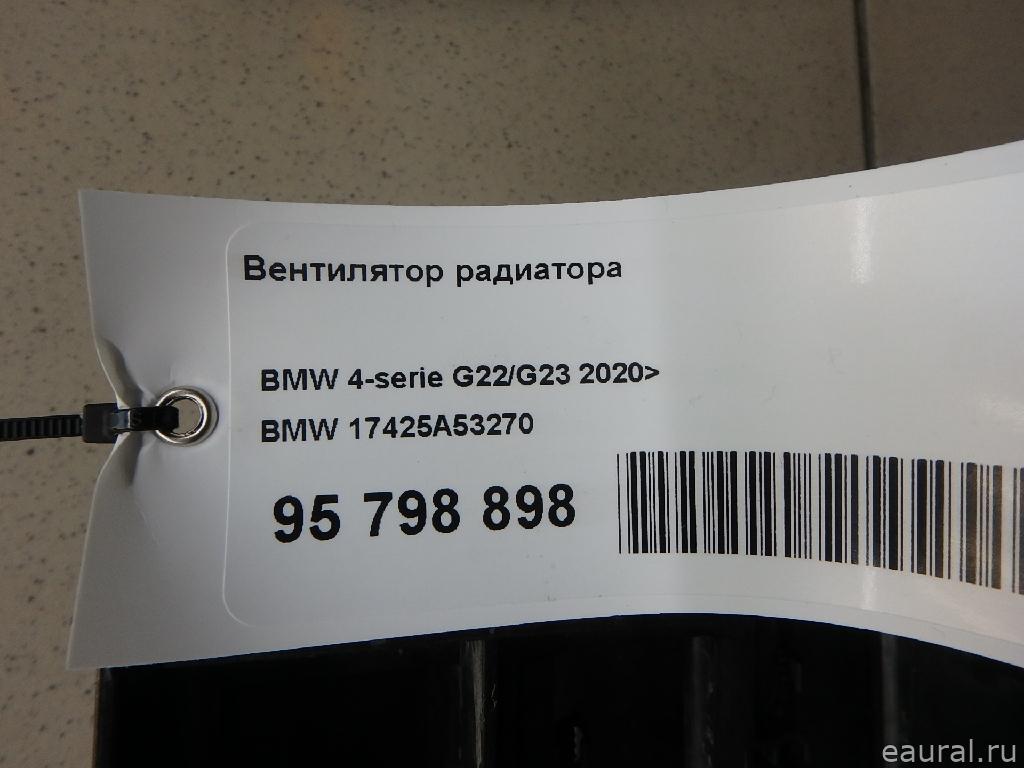 Вентилятор радиатора
BMW 4-serie G22/G23 2020>
BMW 17425A53270
95 798 898
eaural.ru